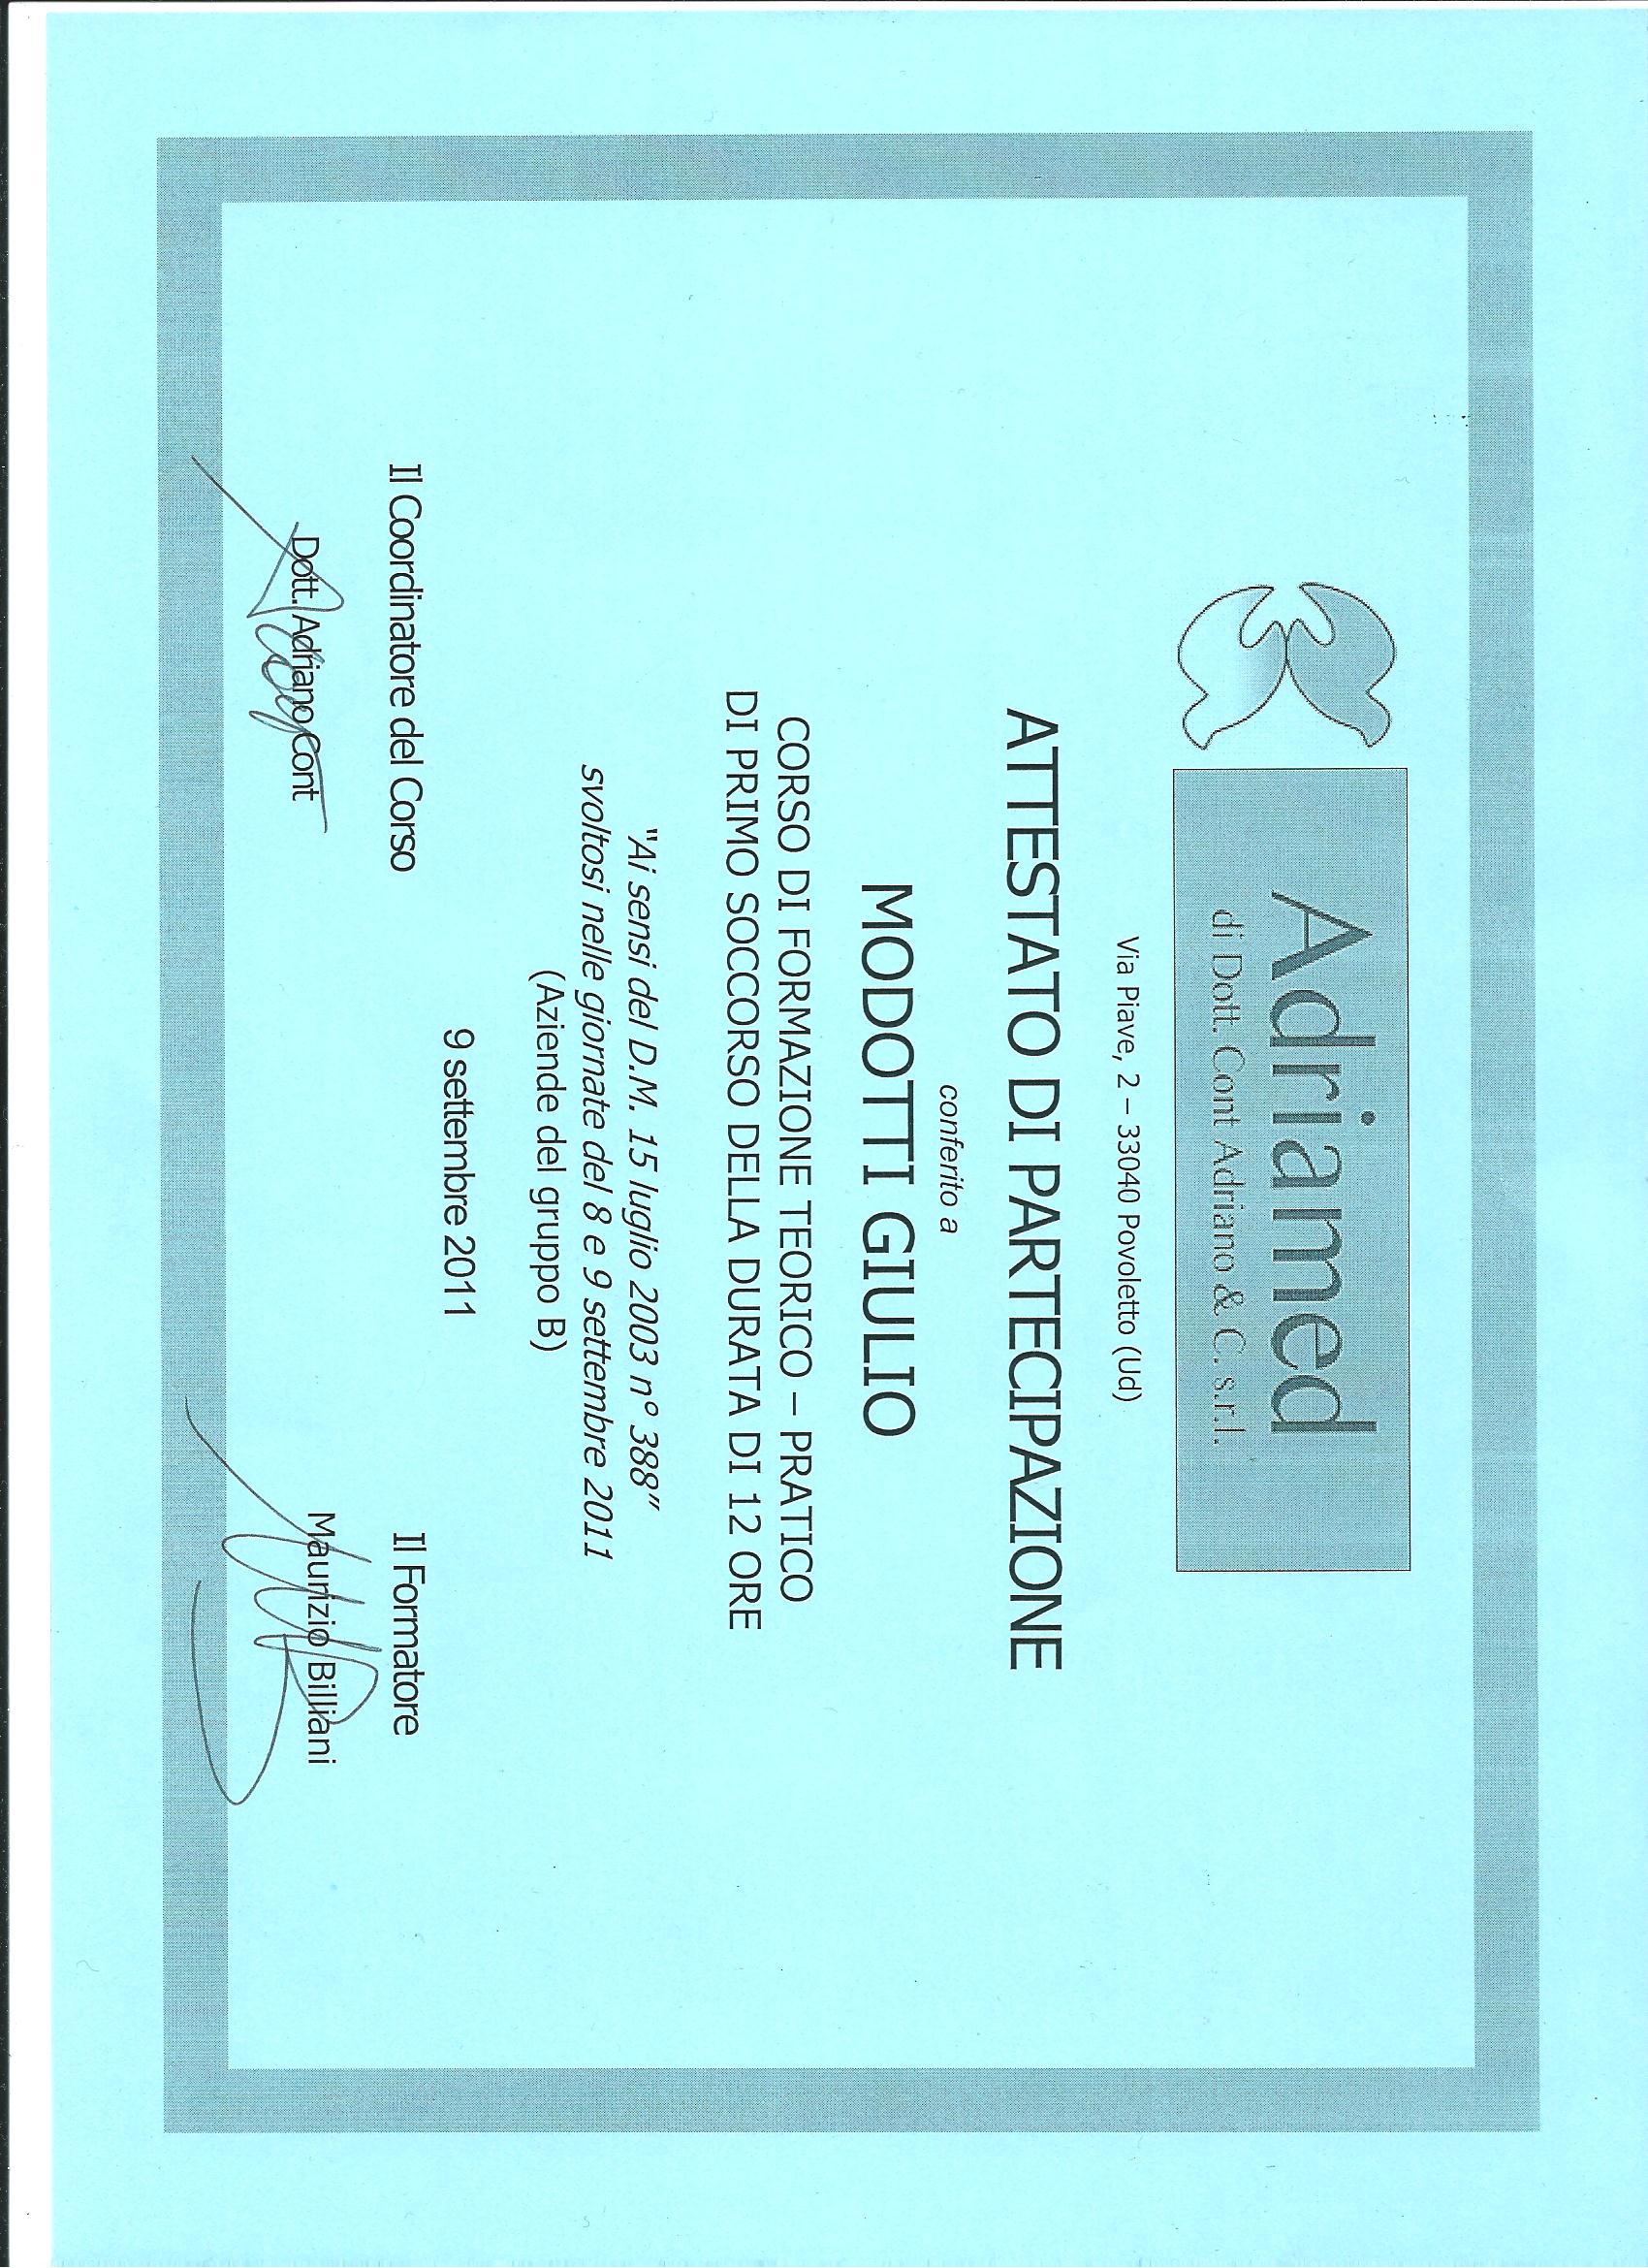 Adriamed
di Dott. Cont Adriano & C. s.r.l.
Via Piave, 2 – 33040 Povoletto (Ud)
ATTESTATO DI PARTECIPAZIONE
conferito a
MODOTTI GIULIO
CORSO DI FORMAZIONE TEORICO – PRATICO
DI PRIMO SOCCORSO DELLA DURATA DI 12 ORE
"Ai sensi del D.M. 15 luglio 2003 n° 388"
svoltosi nelle giornate del 8 e 9 settembre 2011
(Aziende del gruppo B)
9 settembre 2011
Il Coordinatore del Corso
Dott. Adriano Cont
Il Formatore
Maurizio Billiani